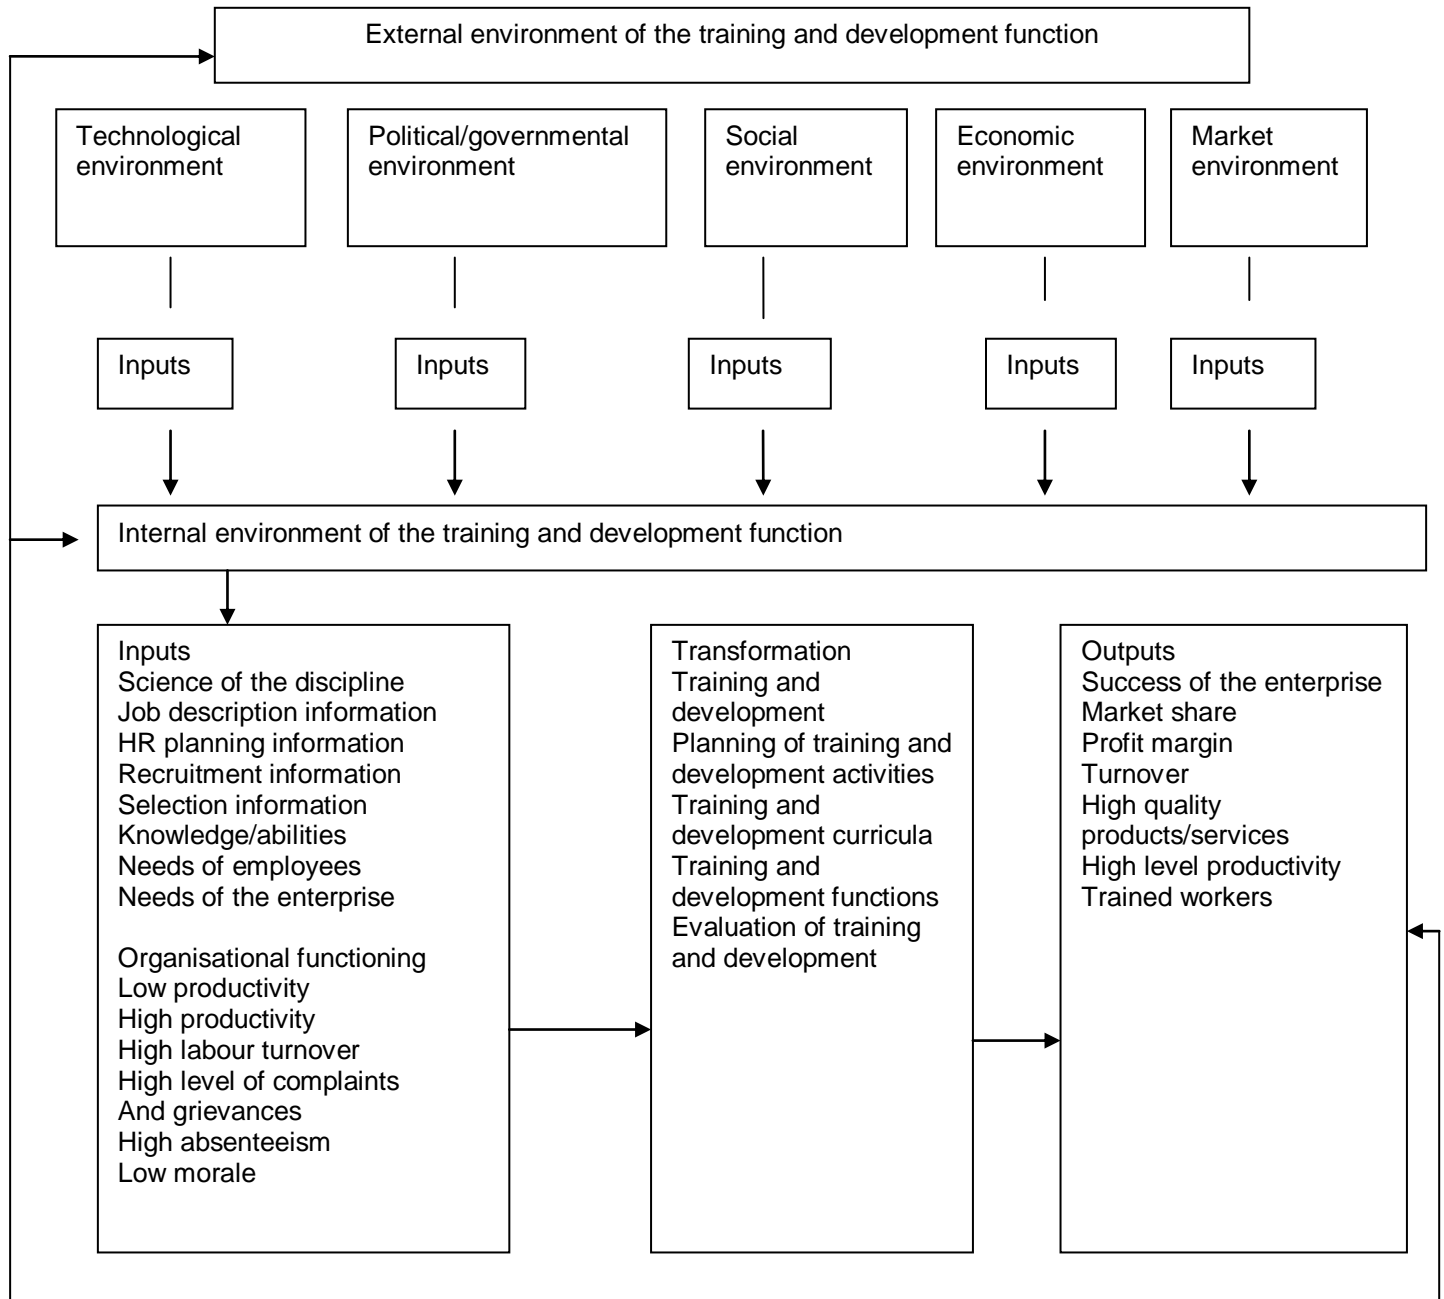 External environment of the training and development function
Technological
environment
Political/governmental
environment
Social
environment
Economic
environment
Market
environment
Inputs
Inputs
Inputs
Inputs
Inputs
Internal environment of the training and development function
Inputs
Science of the discipline
Job description information
HR planning information
Recruitment information
Selection information
Knowledge/abilities
Needs of employees
Needs of the enterprise
Organisational functioning
Low productivity
High productivity
High labour turnover
High level of complaints
And grievances
High absenteeism
Low morale
Transformation
Training and
development
Planning of training and
development activities
Training and
development curricula
Training and
development functions
Evaluation of training
and development
Outputs
Success of the enterprise
Market share
Profit margin
Turnover
High quality
products/services
High level productivity
Trained workers